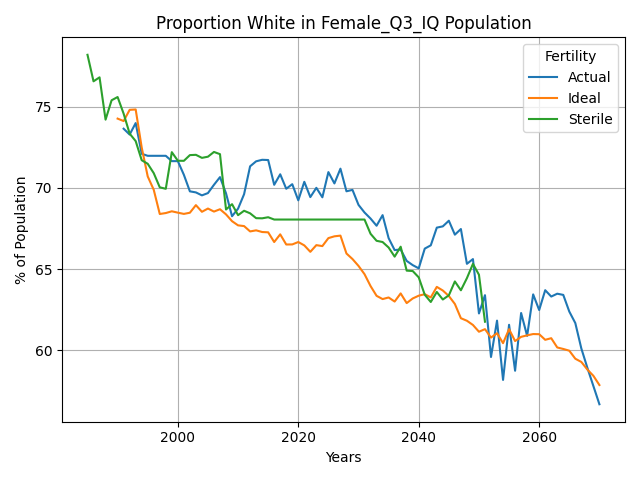 Proportion White in Female_Q3_IQ Population
Fertility
Actual
Ideal
Sterile
% of Population
75
70
65
60
2000
2020
2040
2060
Years